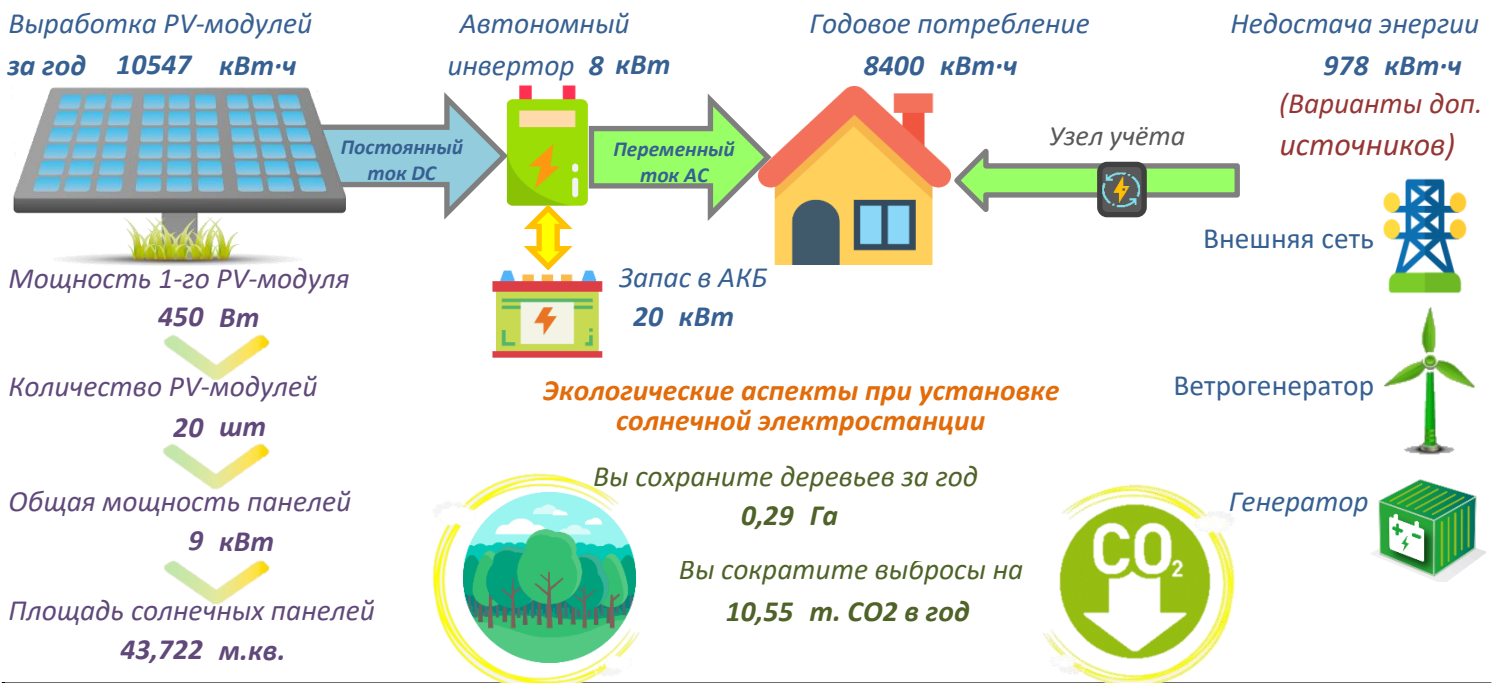 Выработка PV-модулей
за год 10547 кВт·ч
Автономный
инвертор 8 кВт
Годовое потребление
8400 кВт·ч
Недостача энергии
978 кВт·ч
(Варианты доп.
источников)
Постоянный
ток DC
Переменный
ток AC
Узел учёта
Внешняя сеть
Мощность 1-го PV-модуля
450 Вт
Запас в АКБ
20 кВт
Количество PV-модулей
20 шт
Ветрогенератор
Экологические аспекты при установке
солнечной электростанции
Общая мощность панелей
9 кВт
Вы сохраните деревьев за год
0,29 Га
Генератор
CO2
Вы сократите выбросы на
10,55 т. СО2 в год
Площадь солнечных панелей
43,722 м.кв.